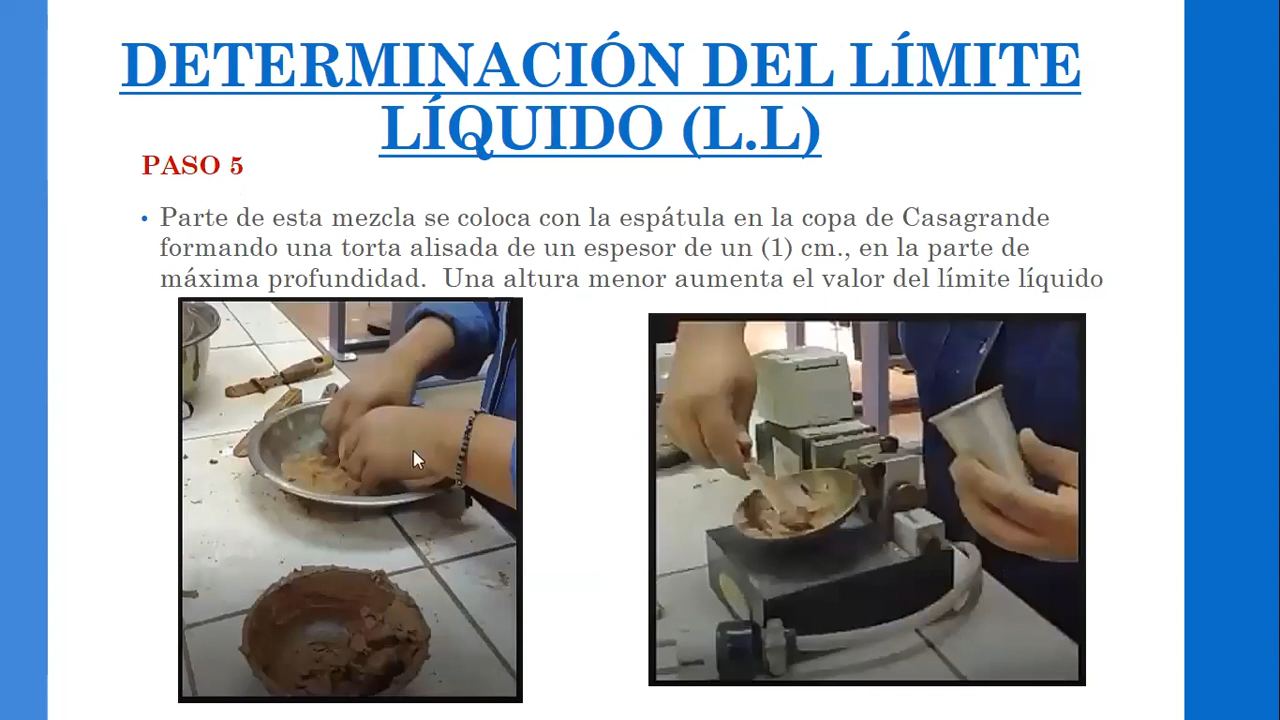 DETERMINACIÓN DEL LÍMITE
LÍQUIDO (L.L)
PASO 5
• Parte de esta mezcla se coloca con la espátula en la copa de Casagrande
formando una torta alisada de un espesor de un (1) cm., en la parte de
máxima profundidad.  Una altura menor aumenta el valor del límite líquido